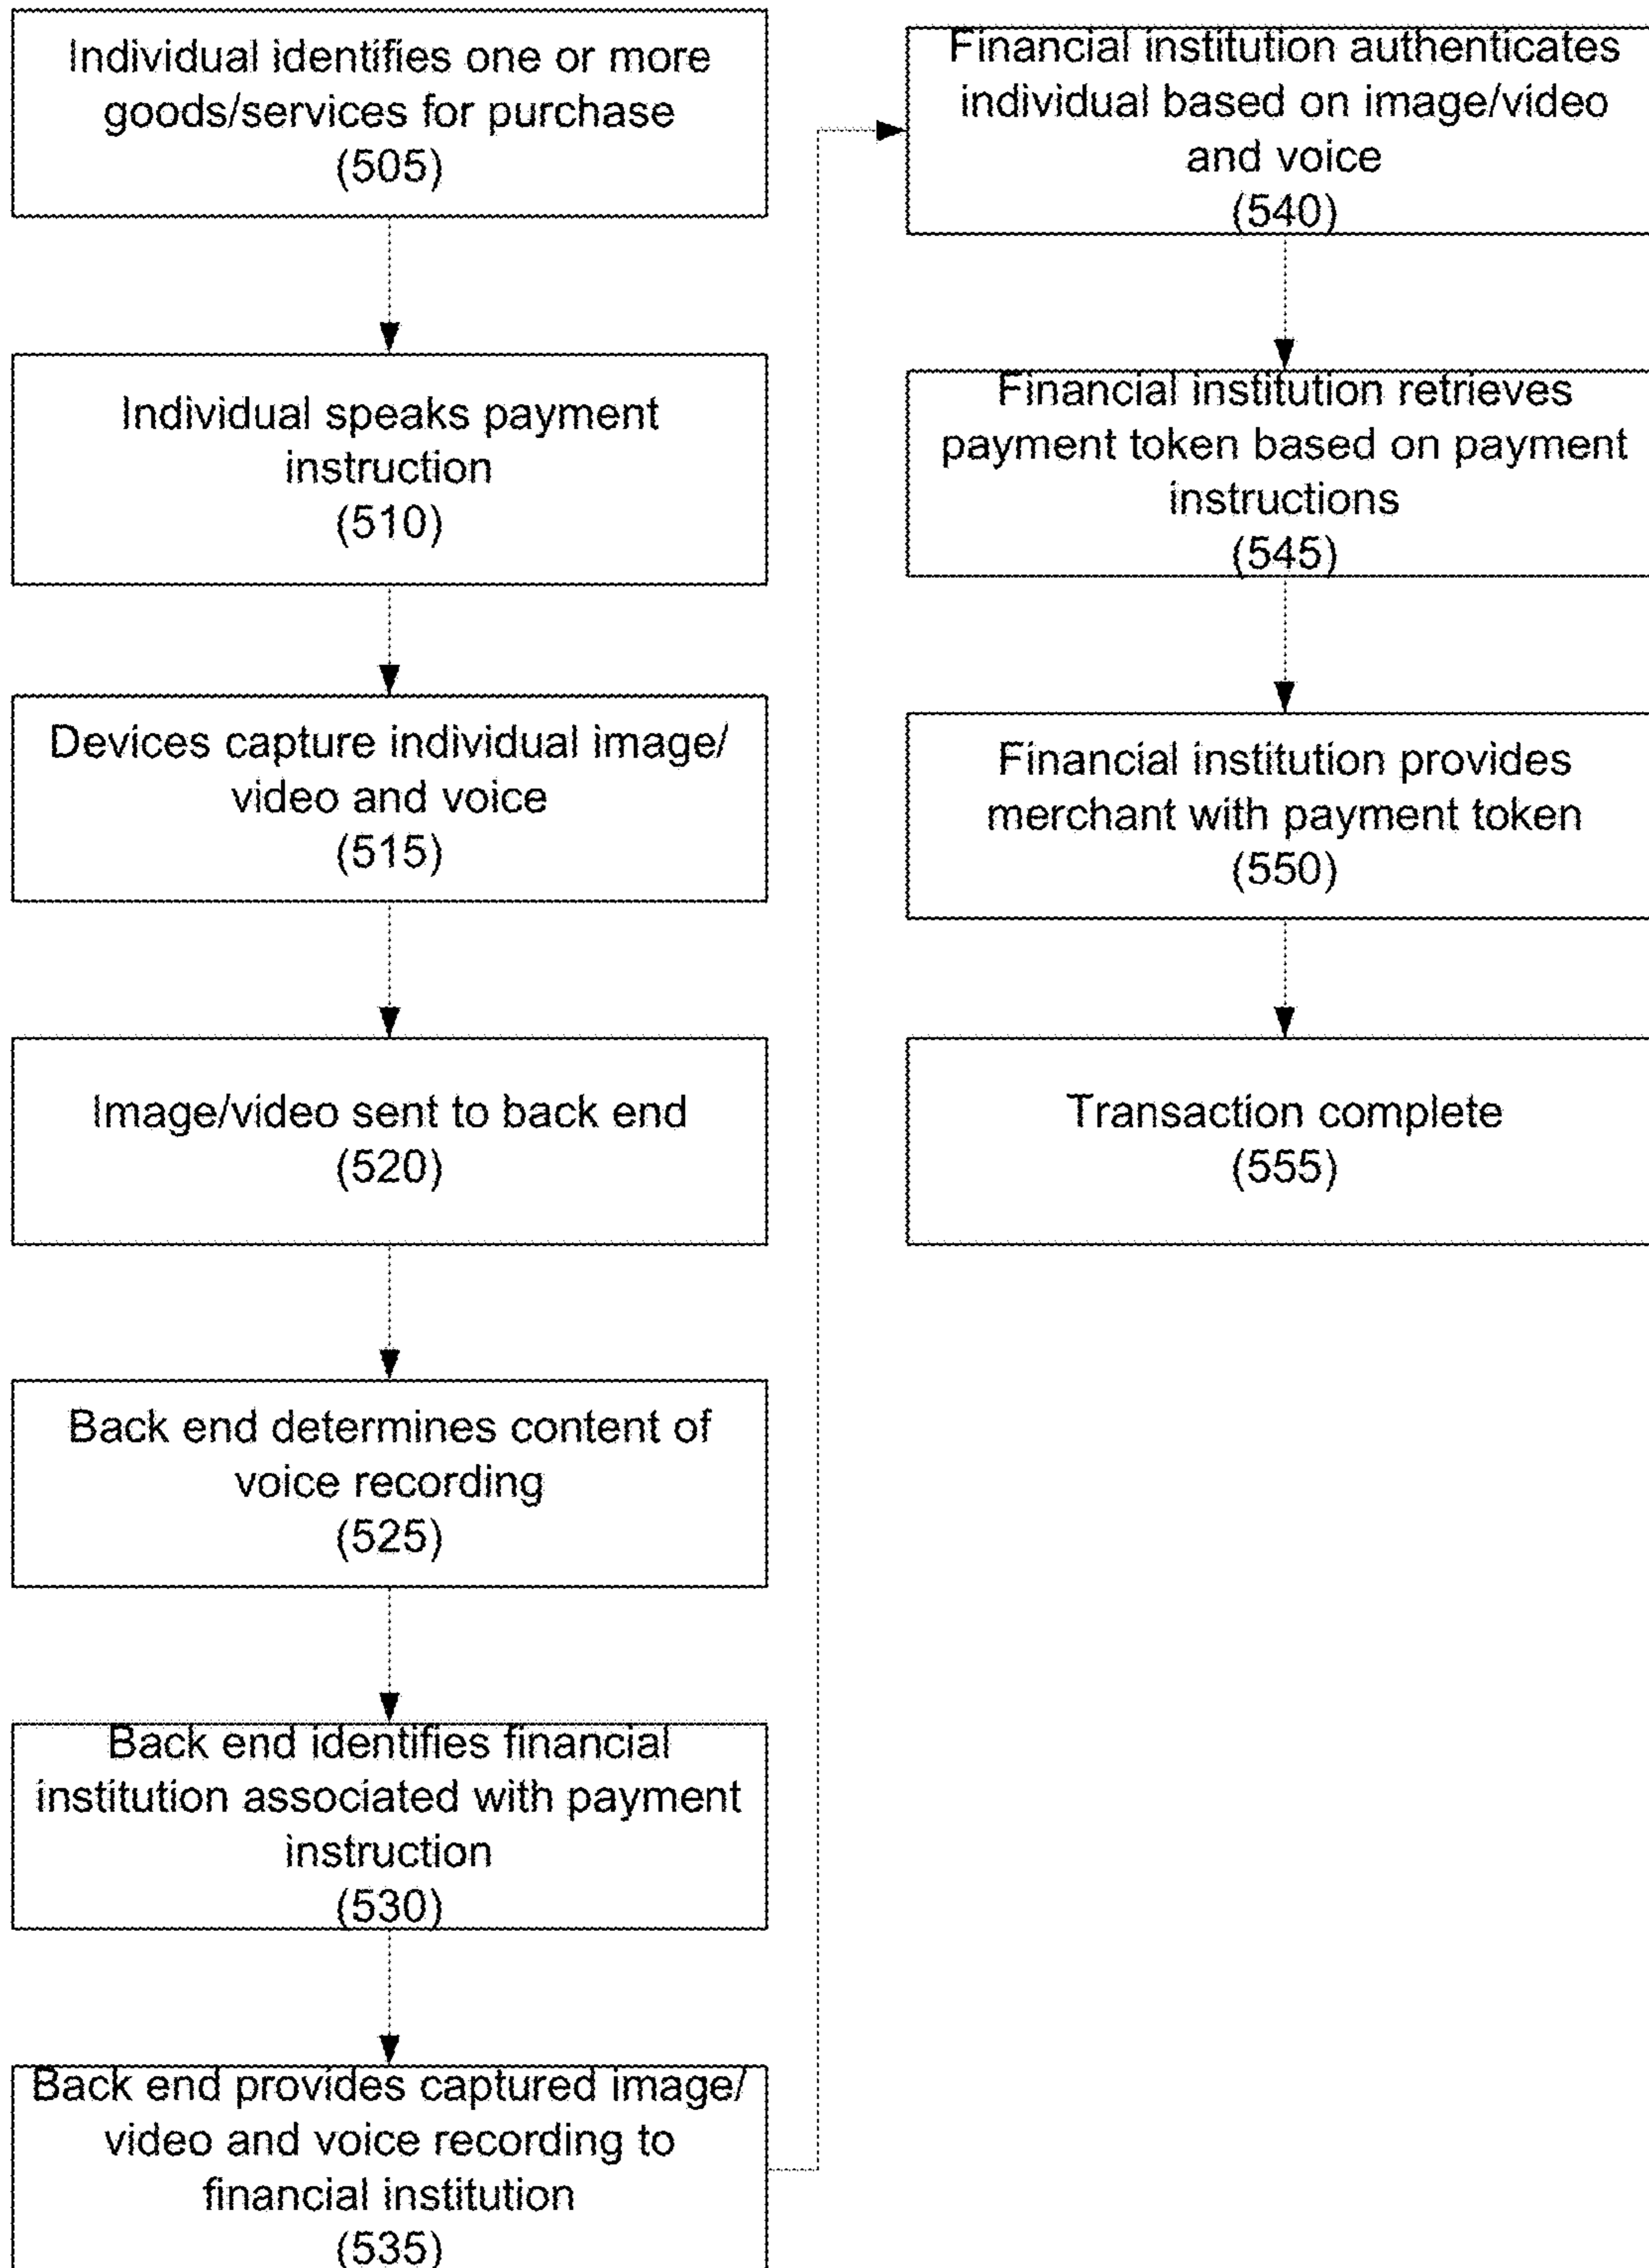 Individual identifies one or more
goods/services for purchase
(505)
Individual speaks payment
instruction
(510)
Devices capture individual image/
video and voice
(515)
Image/video sent to back end
(520)
Back end determines content of
voice recording
(525)
Back end identifies financial
institution associated with payment
instruction
(530)
Back end provides captured image/
video and voice recording to
financial institution
(535)
Financial institution authenticates
individual based on image/video
and voice
(540)
Financial institution retrieves
payment token based on payment
instructions
(545)
Financial institution provides
merchant with payment token
(550)
Transaction complete
(555)